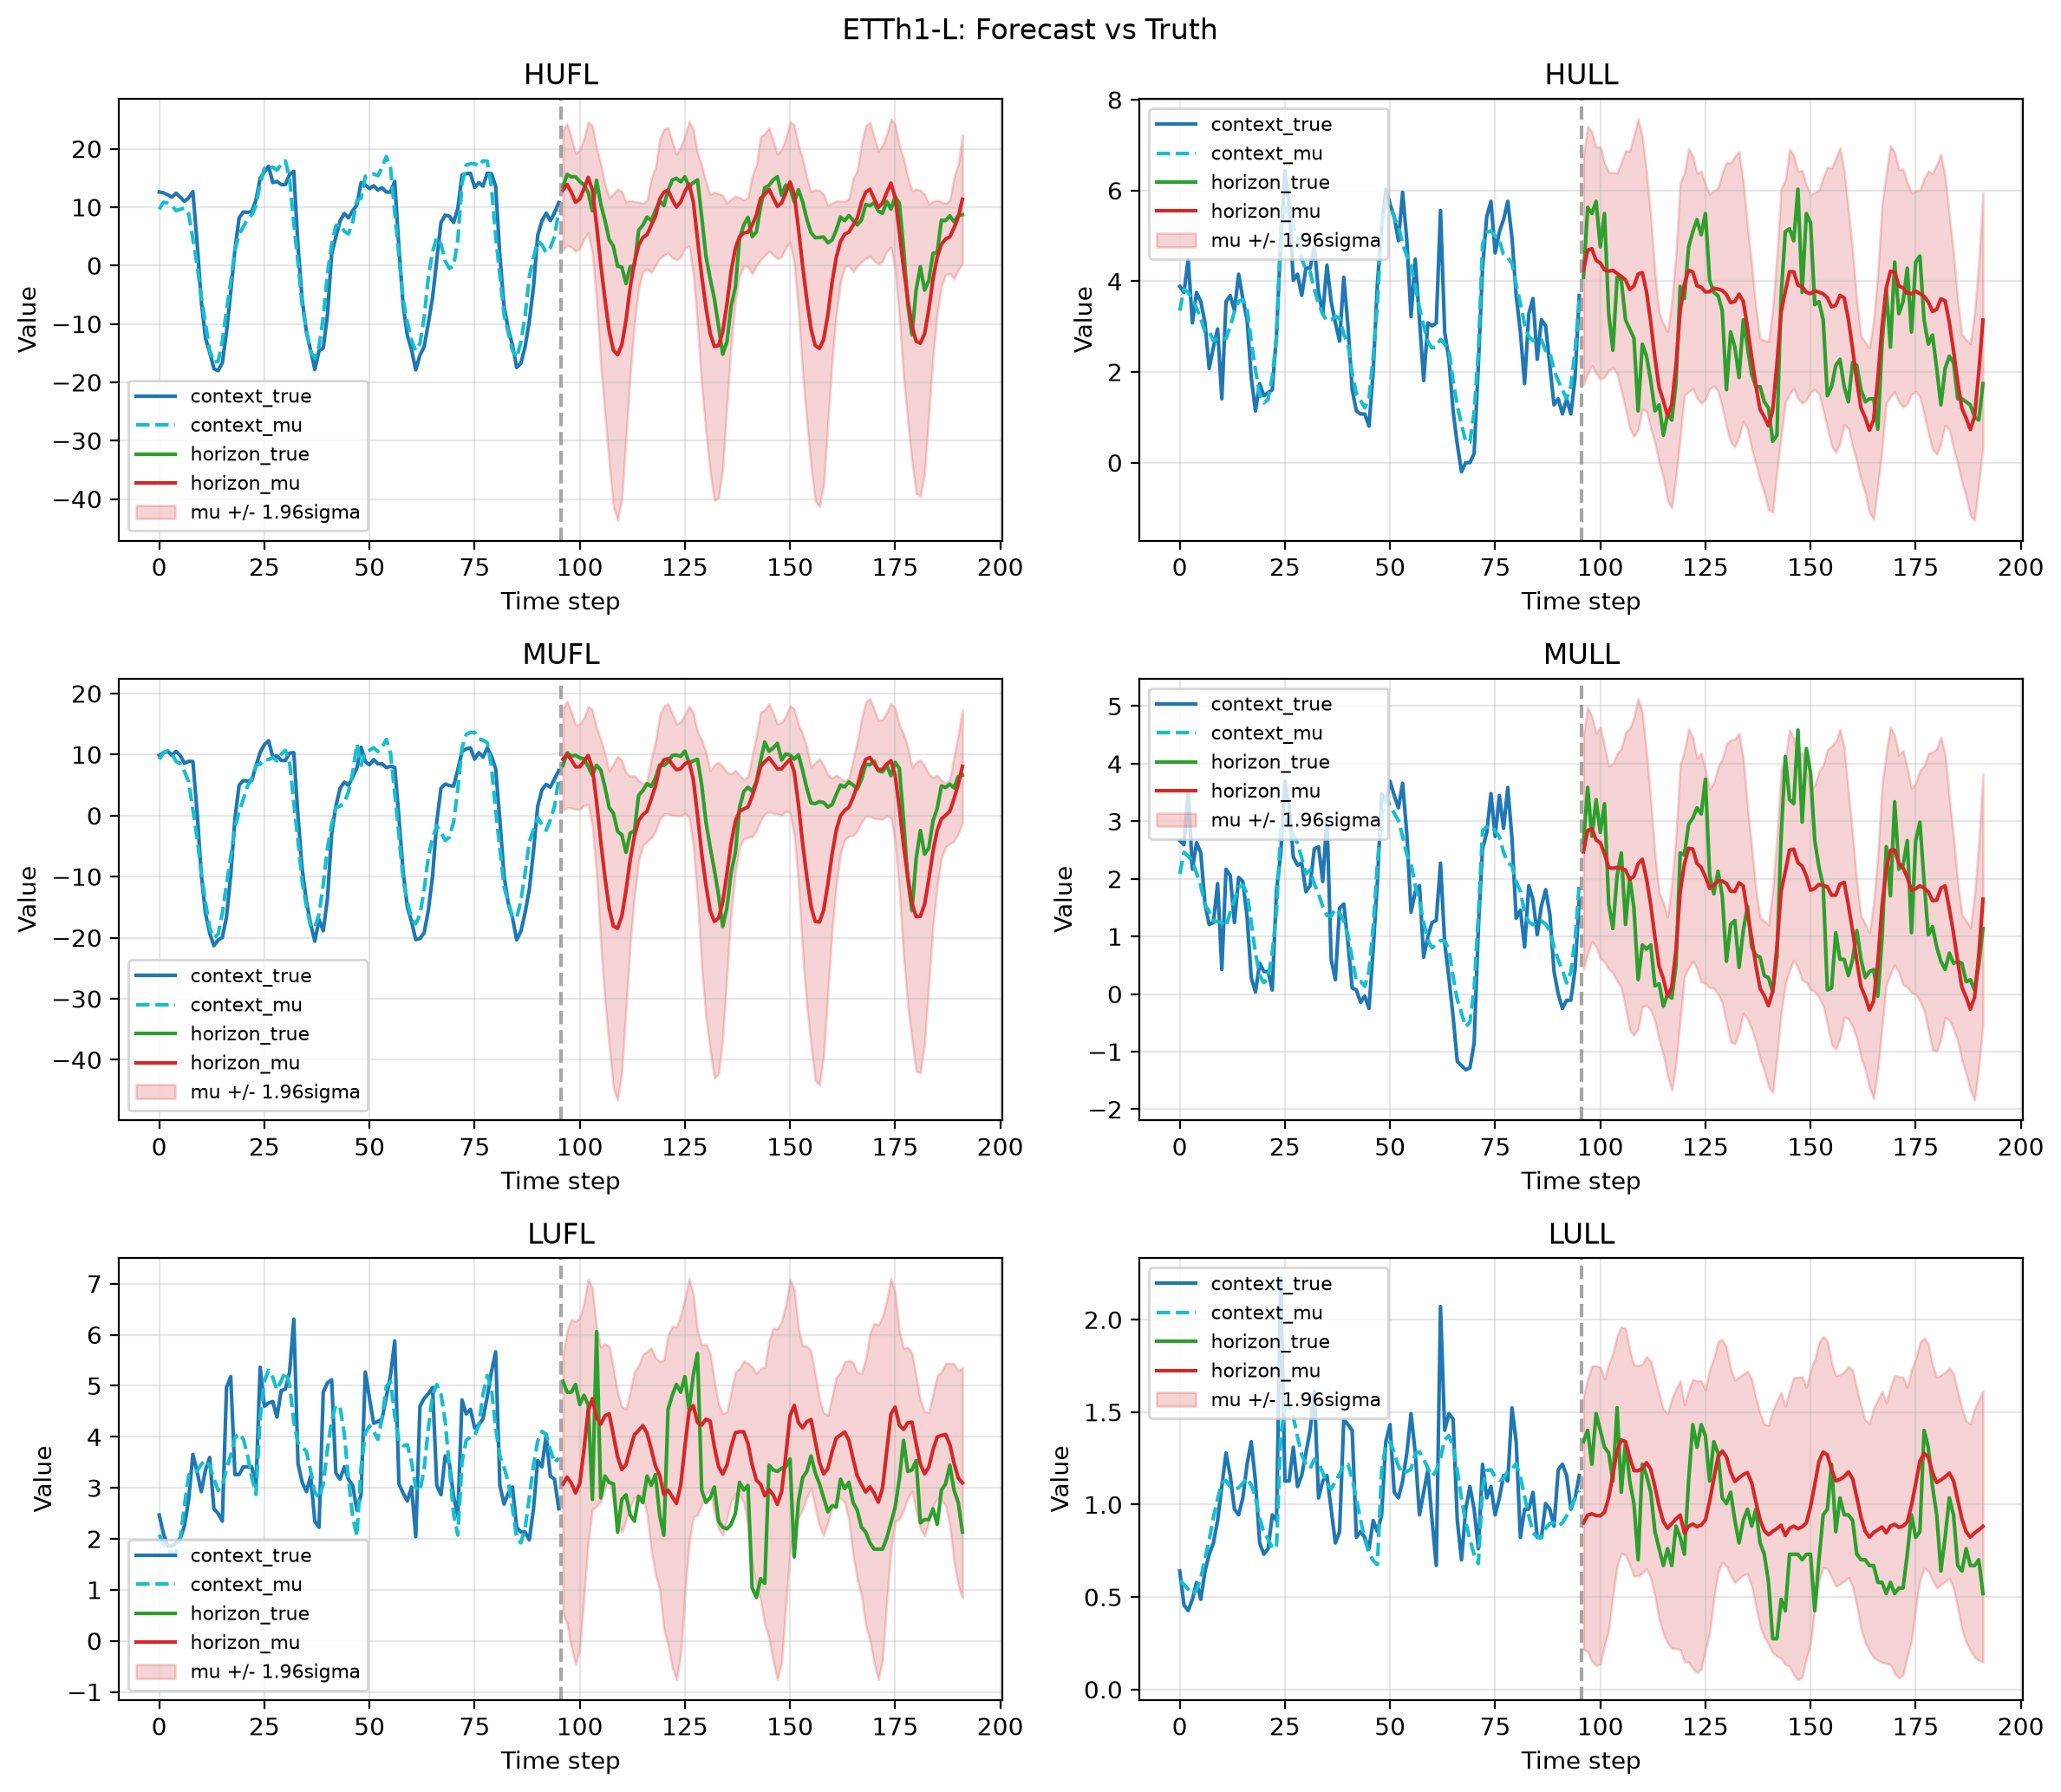 ETTh1-L: Forecast vs Truth
HUFL
Value
20
10
0
−10
−20
−30
−40
context_true
context_mu
horizon_true
horizon_mu
mu +/- 1.96sigma
0 25 50 75 100 125 150 175 200
Time step
HULL
Value
8
6
4
2
0
context_true
context_mu
horizon_true
horizon_mu
mu +/- 1.96sigma
0 25 50 75 100 125 150 175 200
Time step
MUFL
Value
20
10
0
−10
−20
−30
−40
context_true
context_mu
horizon_true
horizon_mu
mu +/- 1.96sigma
0 25 50 75 100 125 150 175 200
Time step
MULL
Value
5
4
3
2
1
0
−1
−2
context_true
context_mu
horizon_true
horizon_mu
mu +/- 1.96sigma
0 25 50 75 100 125 150 175 200
Time step
LUFL
Value
7
6
5
4
3
2
1
0
−1
context_true
context_mu
horizon_true
horizon_mu
mu +/- 1.96sigma
0 25 50 75 100 125 150 175 200
Time step
LULL
Value
2.0
1.5
1.0
0.5
0.0
context_true
context_mu
horizon_true
horizon_mu
mu +/- 1.96sigma
0 25 50 75 100 125 150 175 200
Time step